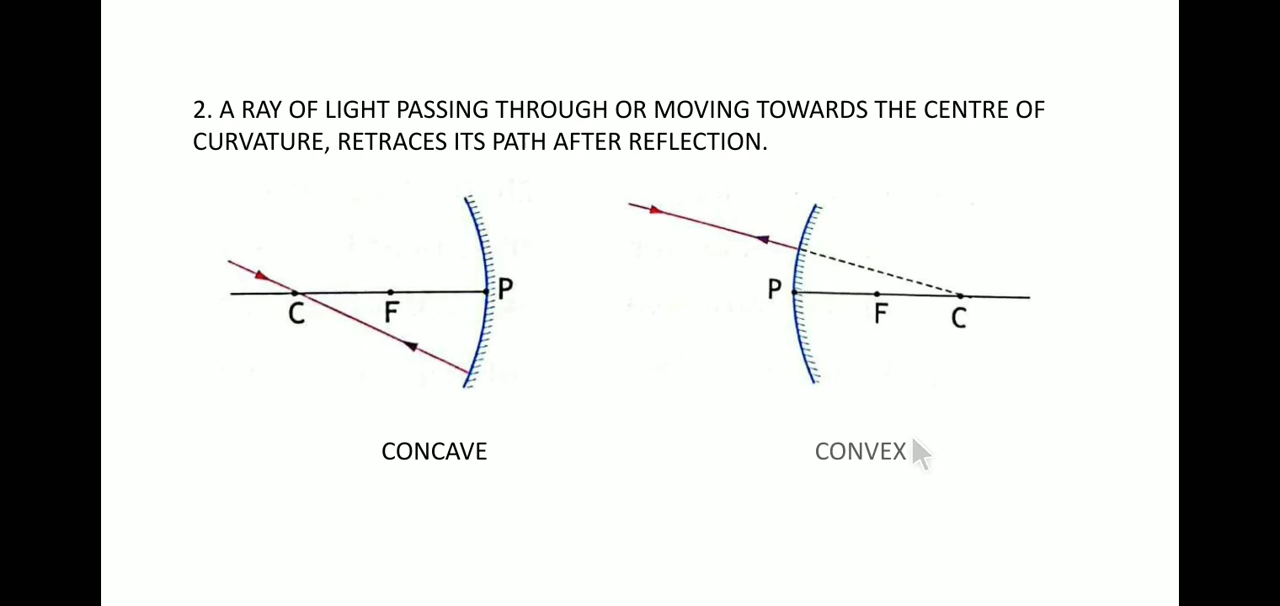 2. A RAY OF LIGHT PASSING THROUGH OR MOVING TOWARDS THE CENTRE OF
CURVATURE, RETRACES ITS PATH AFTER REFLECTION.
C F P
P F C
CONCAVE
CONVEX